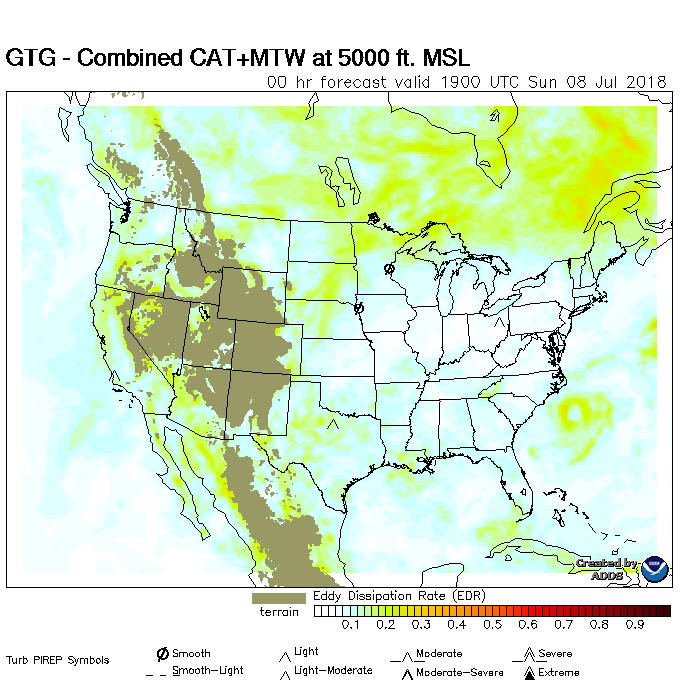 GTG - Combined CAT+MTW at 5000 ft. MSL
00 hr forecast valid 1900 UTC Sun 08 Jul 2018
Created by
ADDS
Eddy Dissipation Rate (EDR)
terrain
0.1 0.2 0.3 0.4 0.5 0.6 0.7 0.8 0.9
Turb PIREP Symbols
Smooth Light Moderate Severe
Smooth-Light Light-Moderate Moderate-Severe Extreme